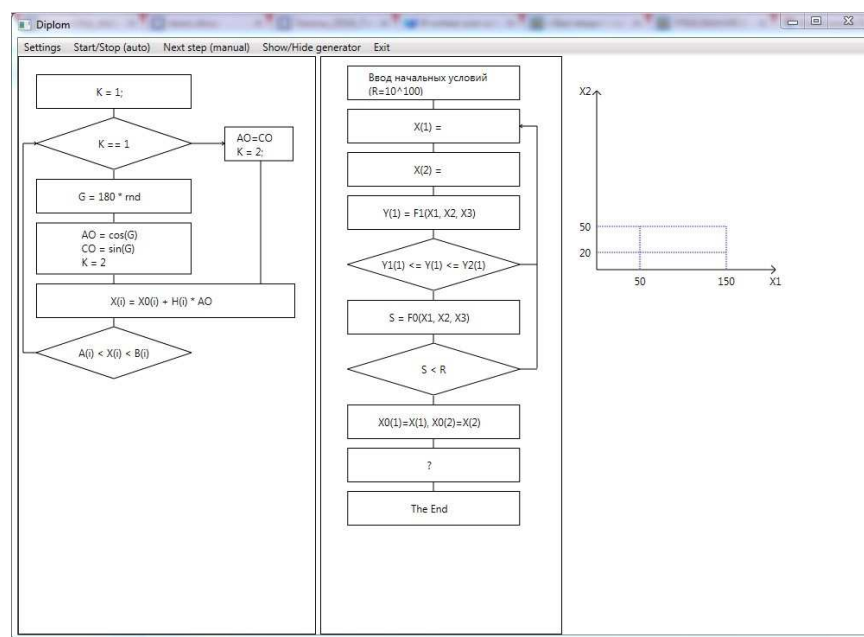 Diplom
Settings Start/Stop (auto) Next step (manual) Show/Hide generator Exit
K = 1;
K == 1
AO=CO
K = 2;
G = 180 * rnd
AO = cos(G)
CO = sin(G)
K = 2
X(i) = X0(i) + H(i) * AO
A(i) < X(i) < B(i)
Ввод начальных условий
(R=10^100)
X(1) =
X(2) =
Y(1) = F1(X1, X2, X3)
Y1(1) <= Y(1) <= Y2(1)
S = F0(X1, X2, X3)
S < R
X0(1)=X(1), X0(2)=X(2)
?
The End
X2
50
20
50 150 X1